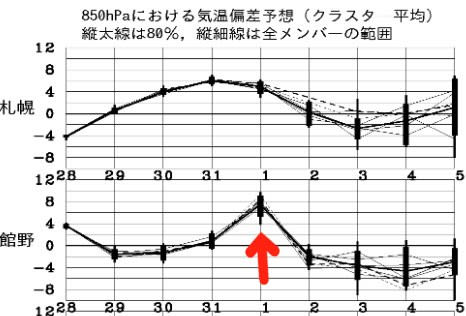 850hPaにおける気温偏差予想（クラスター平均）
縦太線は80%，縦細線は全メンバーの範囲
12
8
4
札幌 0
-4
-8
28 29 30 31 1 2 3 4 5
12
8
4
館野 0
-4
-8
12 28 29 30 31 1 2 3 4 5